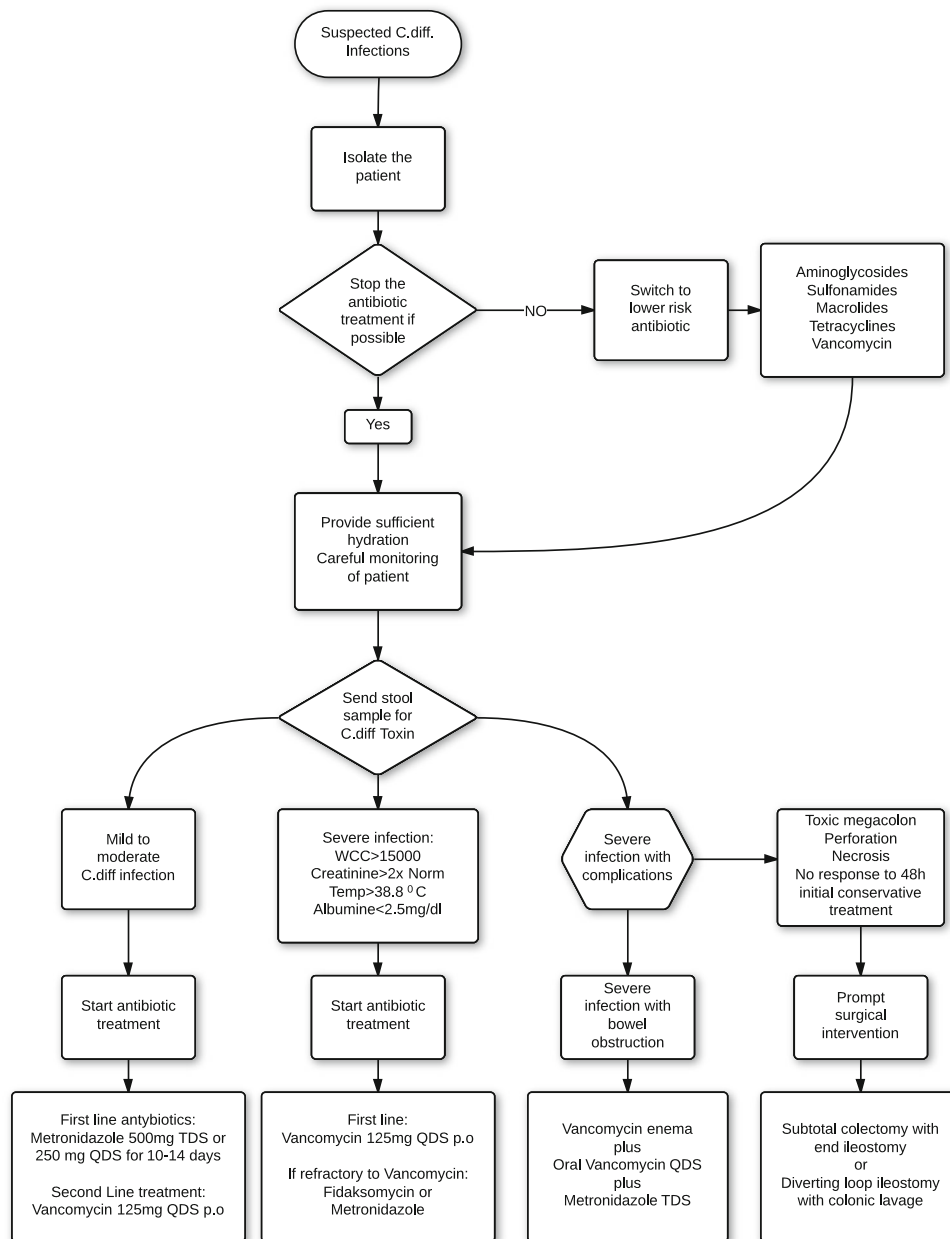 Suspected C.diff.
Infections
Isolate the
patient
Stop the
antibiotic
treatment if
possible
NO
Switch to
lower risk
antibiotic
Aminoglycosides
Sulfonamides
Macrolides
Tetracyclines
Vancomycin
Yes
Provide sufficient
hydration
Careful monitoring
of patient
Send stool
sample for
C.diff Toxin
Mild to
moderate
C.diff infection
Severe infection:
WCC>15000
Creatinine>2x Norm
Temp>38.8 ⁰ C
Albumine<2.5mg/dl
Severe
infection with
complications
Toxic megacolon
Perforation
Necrosis
No response to 48h
initial conservative
treatment
Start antibiotic
treatment
Start antibiotic
treatment
Severe
infection with
bowel
obstruction
Prompt
surgical
intervention
First line antybiotics:
Metronidazole 500mg TDS or
250 mg QDS for 10-14 days
Second Line treatment:
Vancomycin 125mg QDS p.o
First line:
Vancomycin 125mg QDS p.o
If refractory to Vancomycin:
Fidaksomycin or
Metronidazole
Vancomycin enema
plus
Oral Vancomycin QDS
plus
Metronidazole TDS
Subtotal colectomy with
end ileostomy
or
Diverting loop ileostomy
with colonic lavage